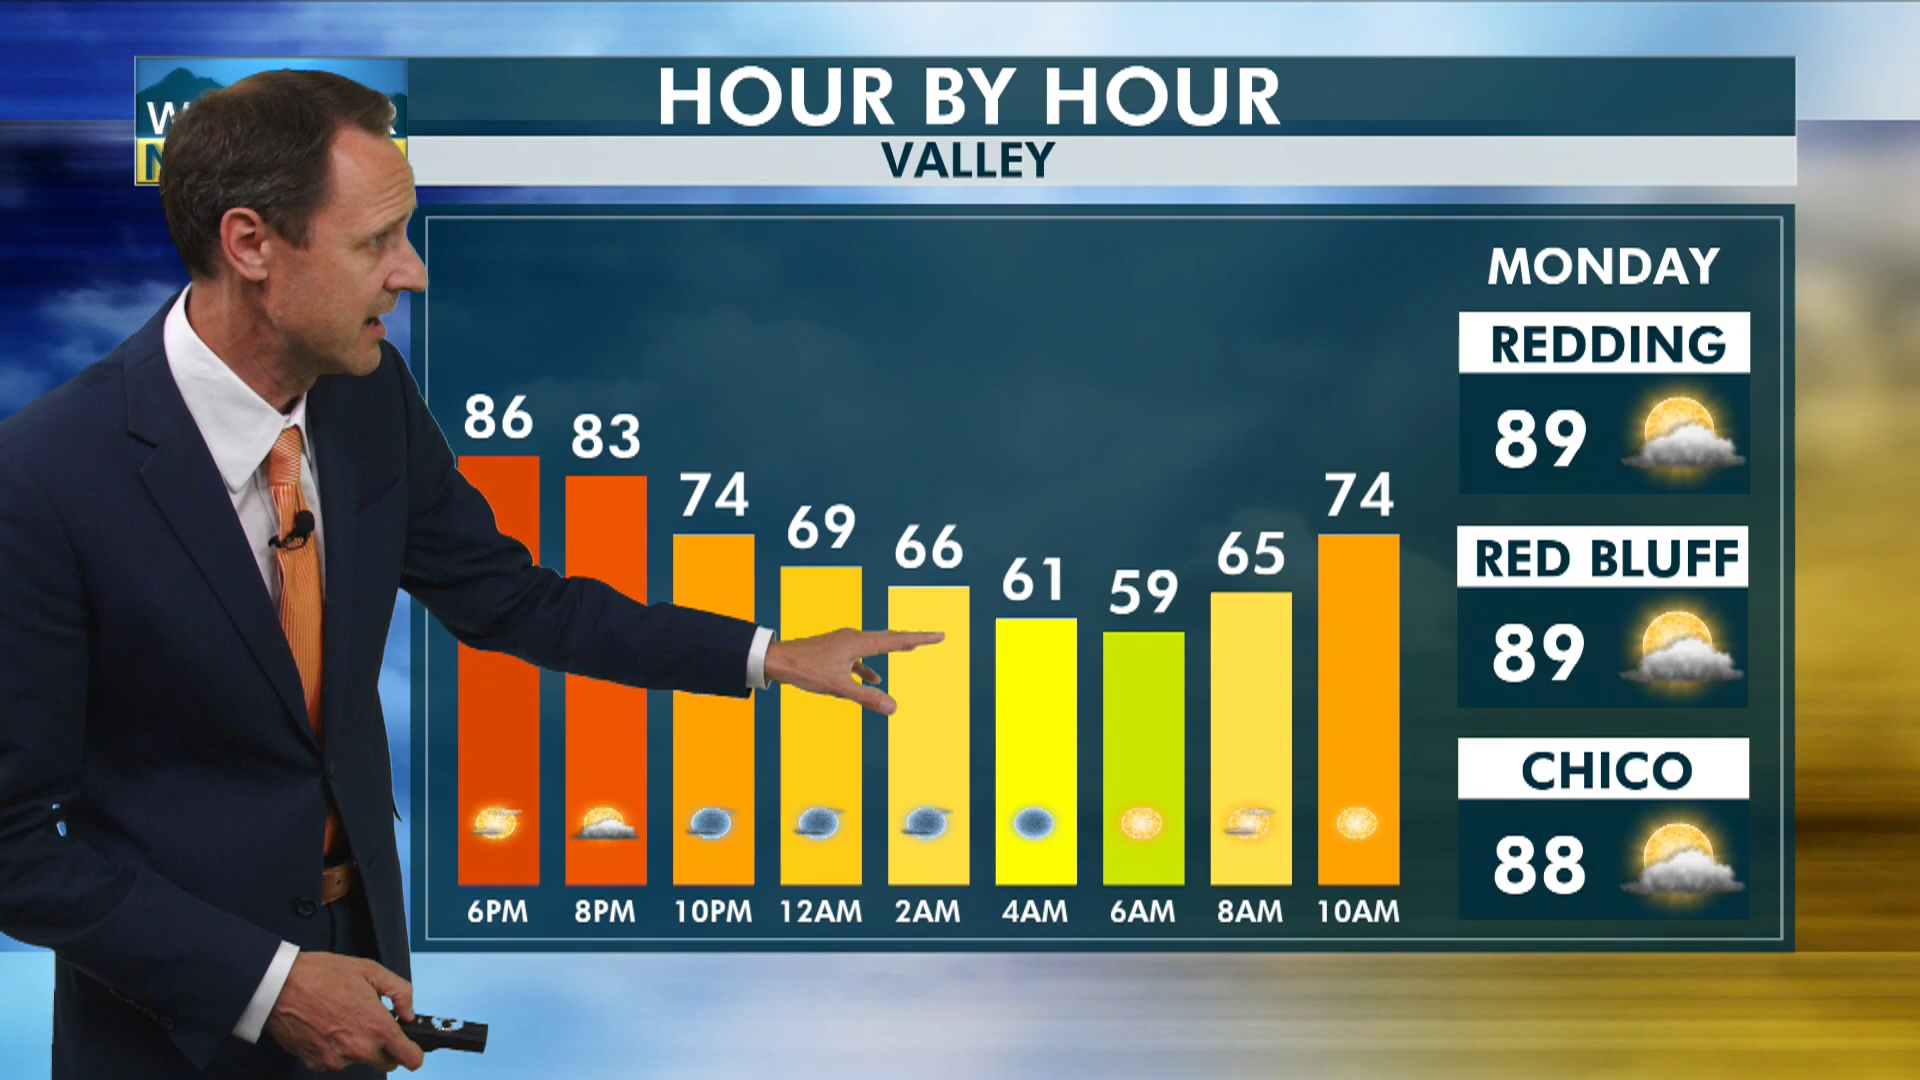 HOUR BY HOUR
VALLEY
86
83
74
69
66
61
59
65
74
6PM
8PM
10PM
12AM
2AM
4AM
6AM
8AM
10AM
MONDAY
REDDING
89
RED BLUFF
89
CHICO
88